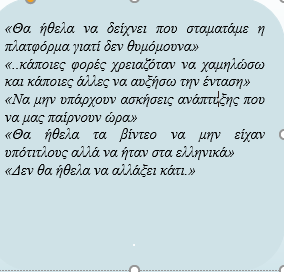 «Θα ήθελα να δείχνει που σταματάμε η
πλατφόρμα γιατί δεν θυμόμουνα»
«..κάποιες φορές χρειαζόταν να χαμηλώσω
και κάποιες άλλες να αυξήσω την ένταση»
«Να μην υπάρχουν ασκήσεις ανάπτυξης που
να μας παίρνουν ώρα»
«Θα ήθελα τα βίντεο να μην είχαν
υπότιτλους αλλά να ήταν στα ελληνικά»
«Δεν θα ήθελα να αλλάξει κάτι.»